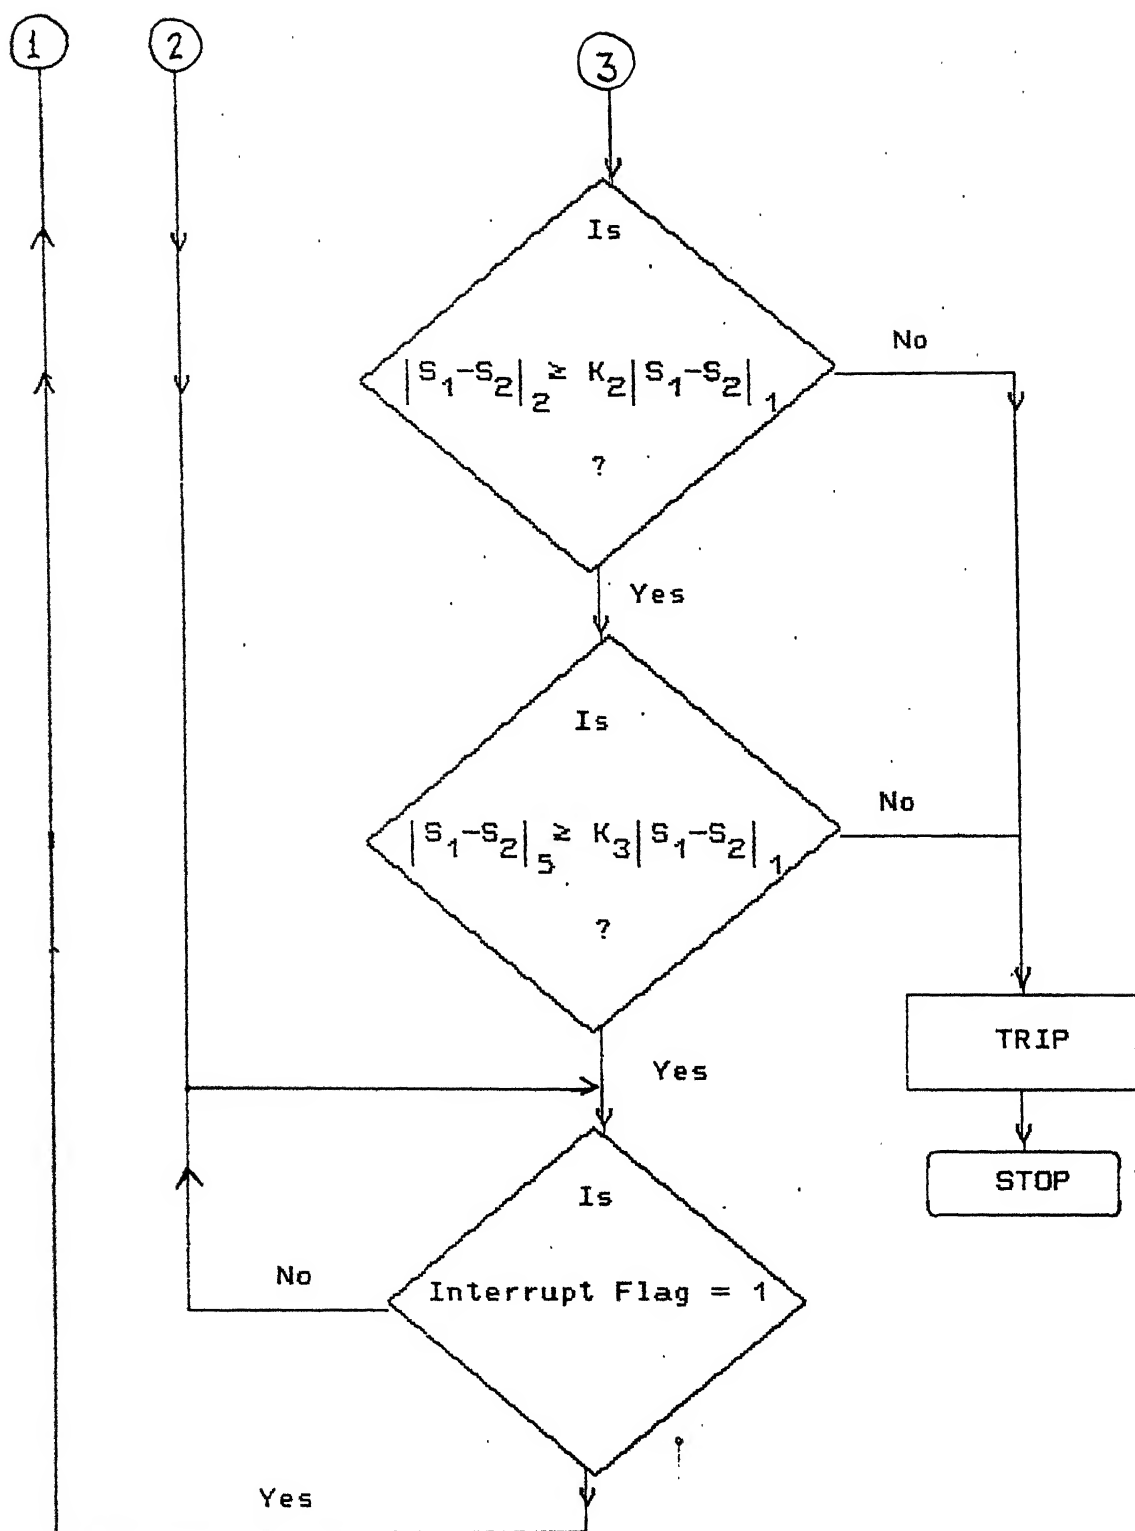 1 2 3
Is
|S₁-S₂|₂ ≥ K₂|S₁-S₂|₁
?
No
Yes
Is
|S₁-S₂|₅ ≥ K₃|S₁-S₂|₁
?
No
Yes
TRIP
STOP
Is
Interrupt Flag = 1
No
Yes